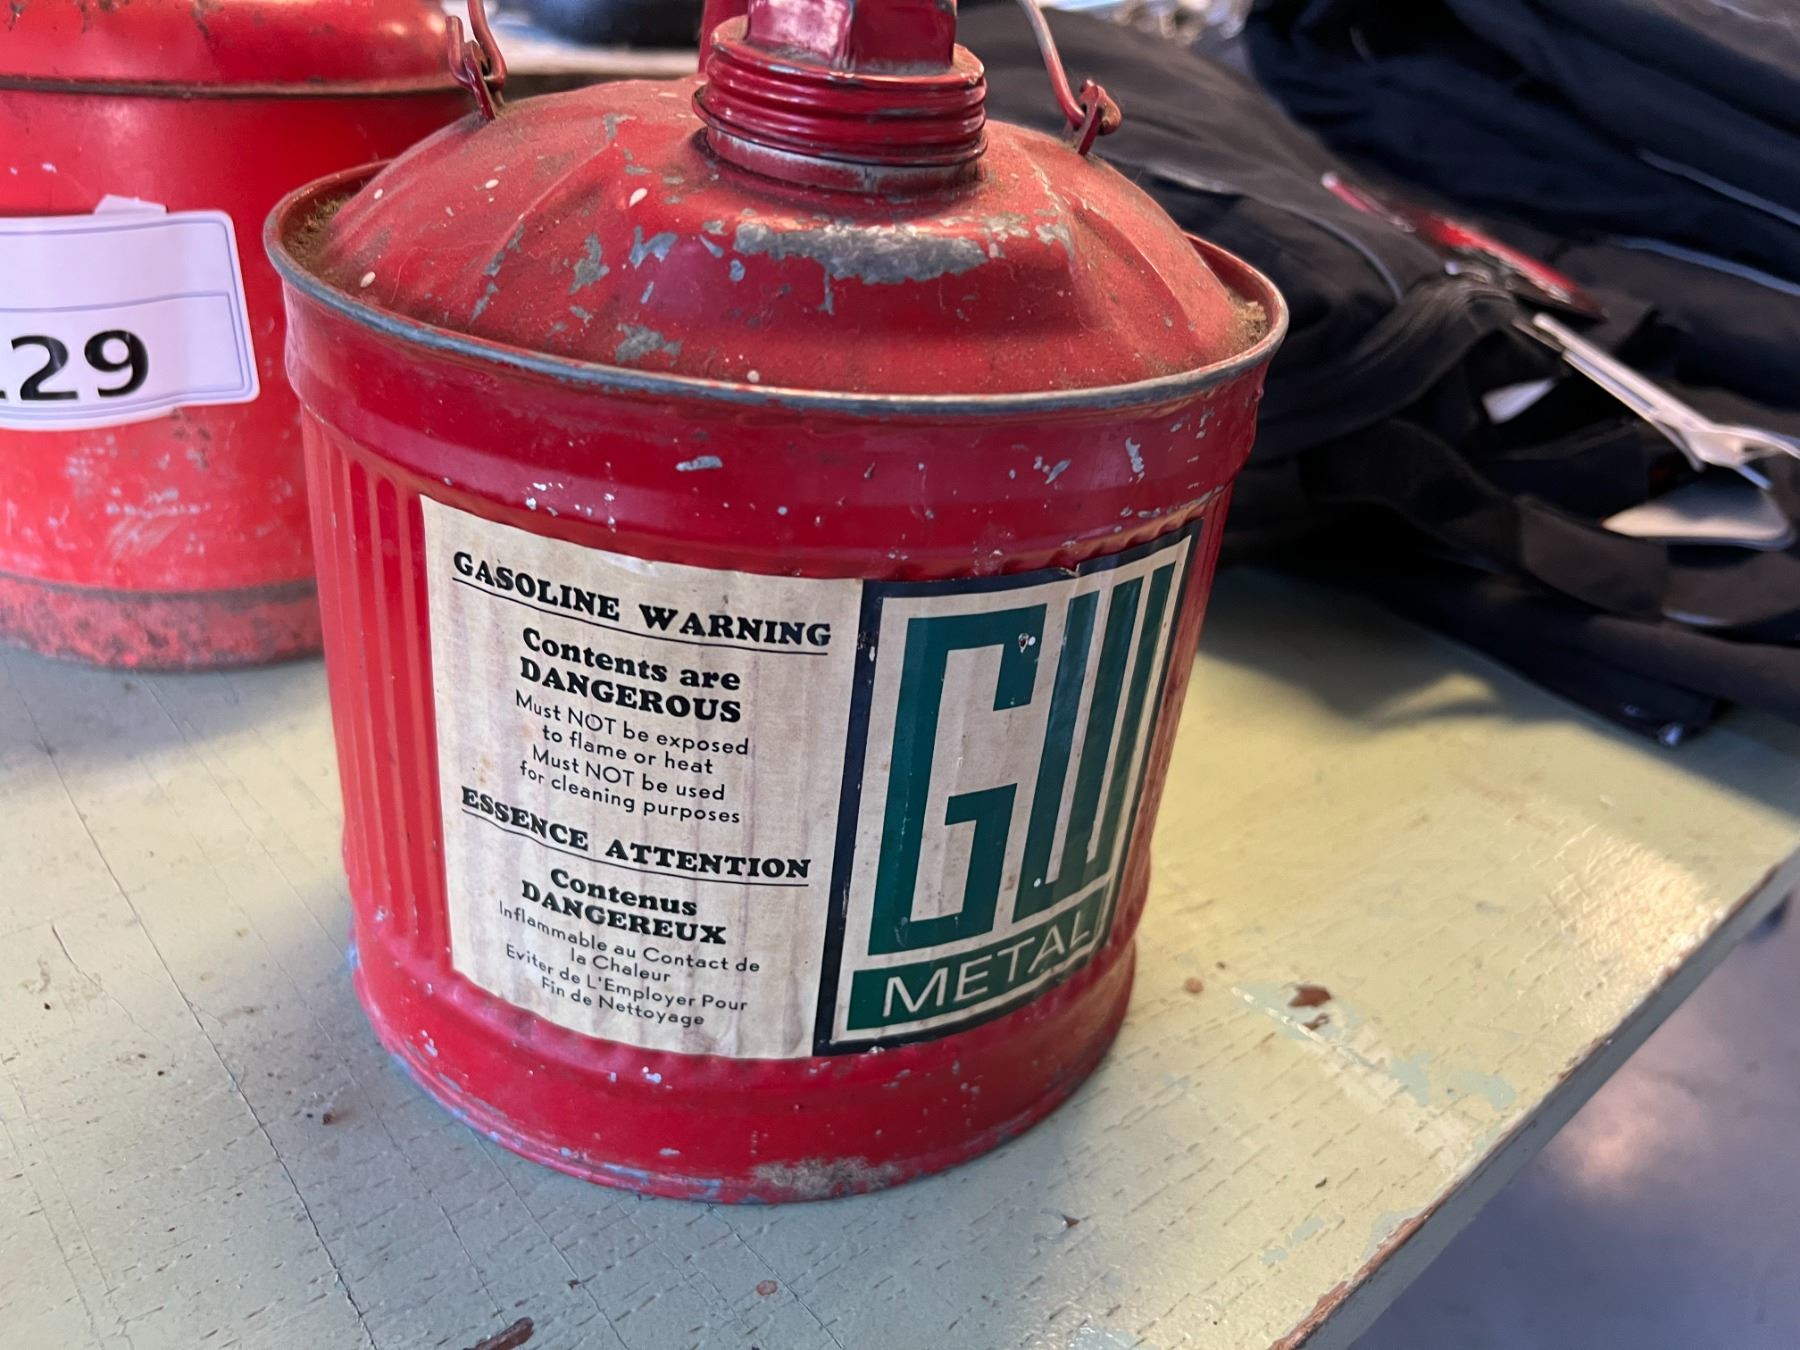 29
GASOLINE WARNING
Contents are
DANGEROUS
Must NOT be exposed
to flame or heat
Must NOT be used
for cleaning purposes
ESSENCE ATTENTION
Contenus
DANGEREUX
Inflammable au Contact de
la Chaleur
Eviter de L'Employer Pour
Fin de Nettoyage
GW
METAL